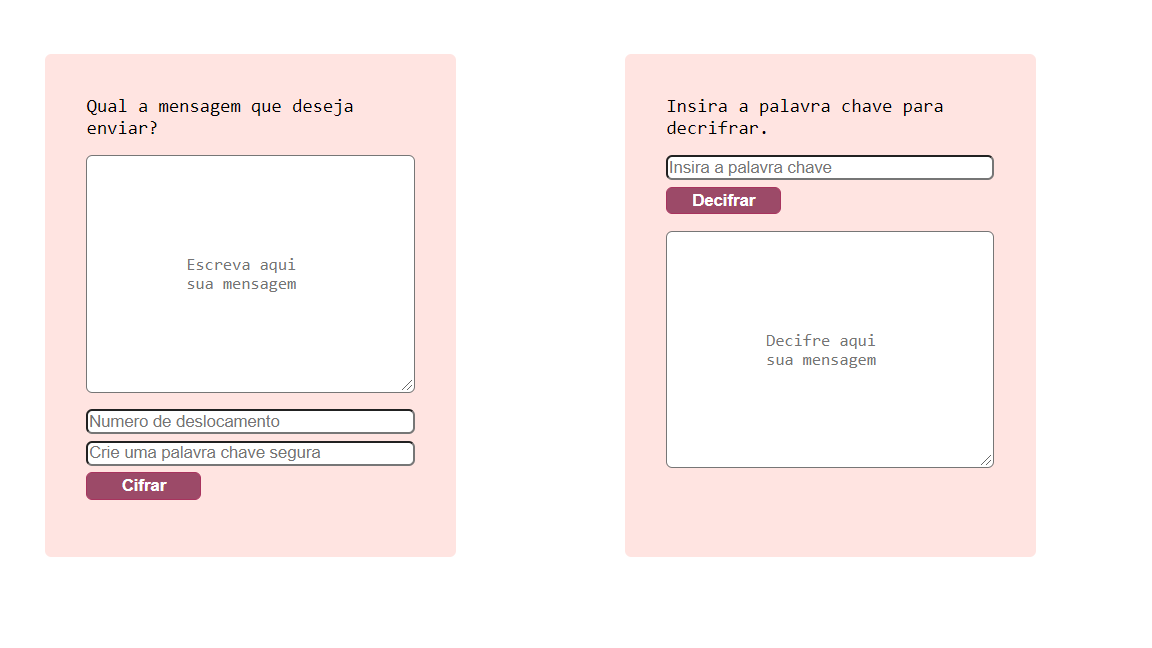 Qual a mensagem que deseja
enviar?
Escreva aqui
sua mensagem
Numero de deslocamento
Crie uma palavra chave segura
Cifrar
Insira a palavra chave para
decrifrar.
Insira a palavra chave
Decifrar
Decifre aqui
sua mensagem